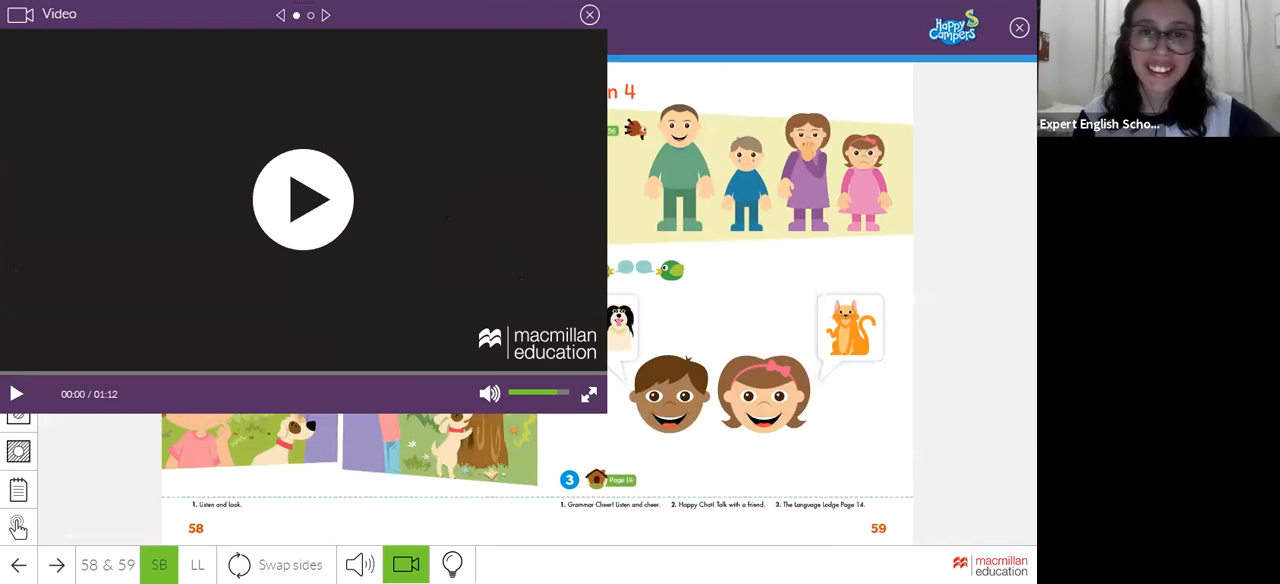 Video
Happy
Campers
n 4
56
Expert English Scho...
macmillan
education
00:00 / 01:12
3
Page 14
1. Listen and look.
1. Grammar Cheer! Listen and cheer. 2. Happy Chat! Talk with a friend. 3. The Language Lodge Page 14.
58
59
58 & 59
SB
LL
Swap sides
macmillan
education